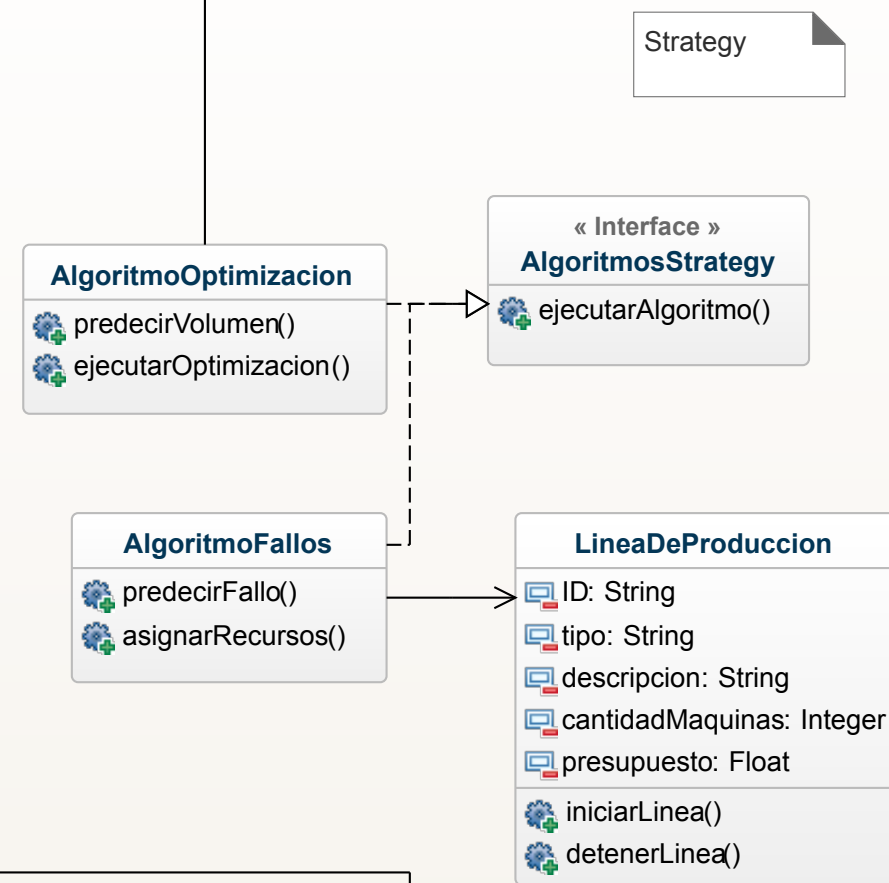 Strategy
« Interface »
AlgoritmosStrategy
ejecutarAlgoritmo()
AlgoritmoOptimizacion
predecirVolumen()
ejecutarOptimizacion()
AlgoritmoFallos
predecirFallo()
asignarRecursos()
LineaDeProduccion
ID: String
tipo: String
descripcion: String
cantidadMaquinas: Integer
presupuesto: Float
iniciarLinea()
detenerLinea()